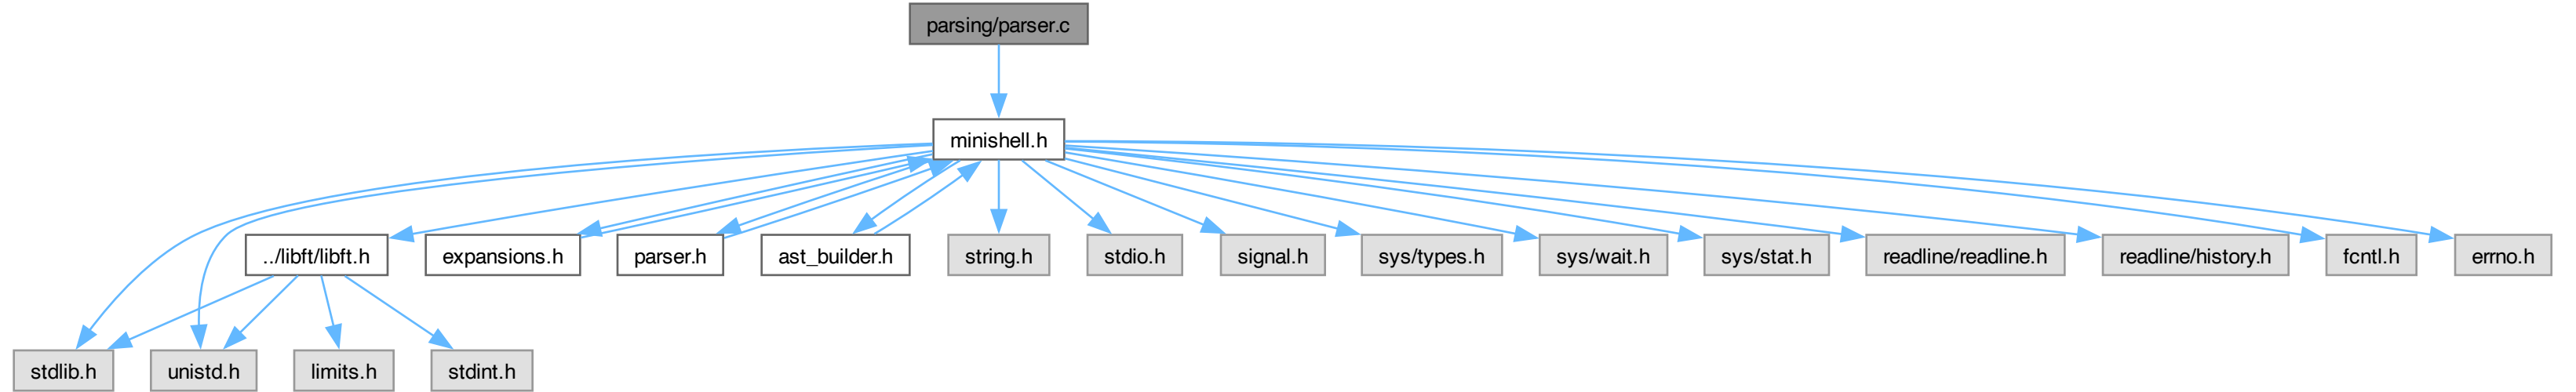 parsing/parser.c
minishell.h
../libft/libft.h
expansions.h
parser.h
ast_builder.h
string.h
stdio.h
signal.h
sys/types.h
sys/wait.h
sys/stat.h
readline/readline.h
readline/history.h
fcntl.h
errno.h
stdlib.h
unistd.h
limits.h
stdint.h